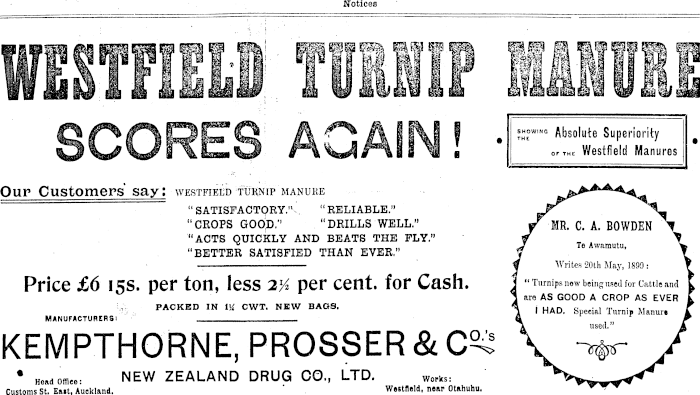 Notices
WESTFIELD TURNIP MANURE
SCORES AGAIN!
SHOWING THE Absolute Superiority
OF THE Westfield Manures
Our Customers say: WESTFIELD TURNIP MANURE
"SATISFACTORY." "RELIABLE."
"CROPS GOOD." "DRILLS WELL."
"ACTS QUICKLY AND BEATS THE FLY."
"BETTER SATISFIED THAN EVER."
Price £6 15s. per ton, less 2½ per cent. for Cash.
PACKED IN 1¼ CWT. NEW BAGS.
MANUFACTURERS:
KEMPTHORNE, PROSSER & CO.'s
NEW ZEALAND DRUG CO., LTD.
Head Office:
Customs St. East, Auckland.
Works:
Westfield, near Otahuhu.
MR. C. A. BOWDEN
Te Awamutu,
Writes 20th May, 1899:
"Turnips now being used for Cattle and
are AS GOOD A CROP AS EVER
I HAD. Special Turnip Manure
used."